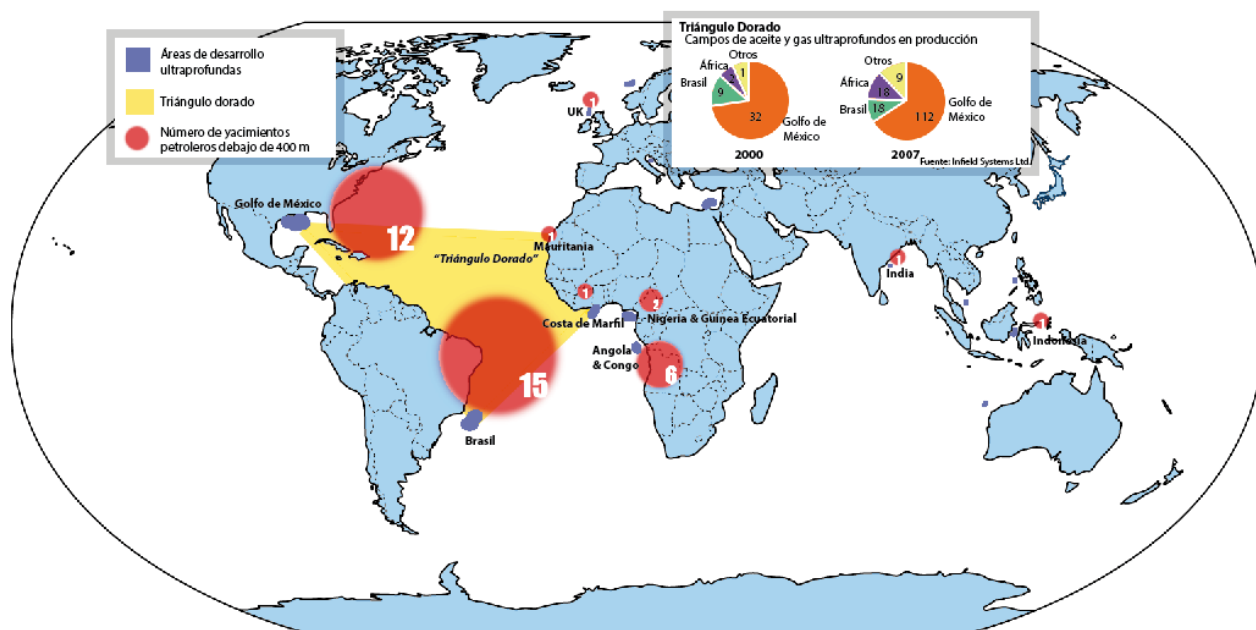 Áreas de desarrollo
ultraprofundas
Triángulo dorado
Número de yacimientos
petroleros debajo de 400 m
Triángulo Dorado
Campos de aceite y gas ultraprofundos en producción
Otros
África
Brasil
1
9
32
Golfo de
México
2000
Otros
África
Brasil
9
18
18
112
Golfo de
México
2007
Fuente: Infield Systems Ltd.
1
UK
Golfo de México
12
1
Mauritania
"Triángulo Dorado"
1
Costa de Marfil
2
Nigeria & Guinea Ecuatorial
Angola
& Congo
6
15
Brasil
1
India
1
Indonesia